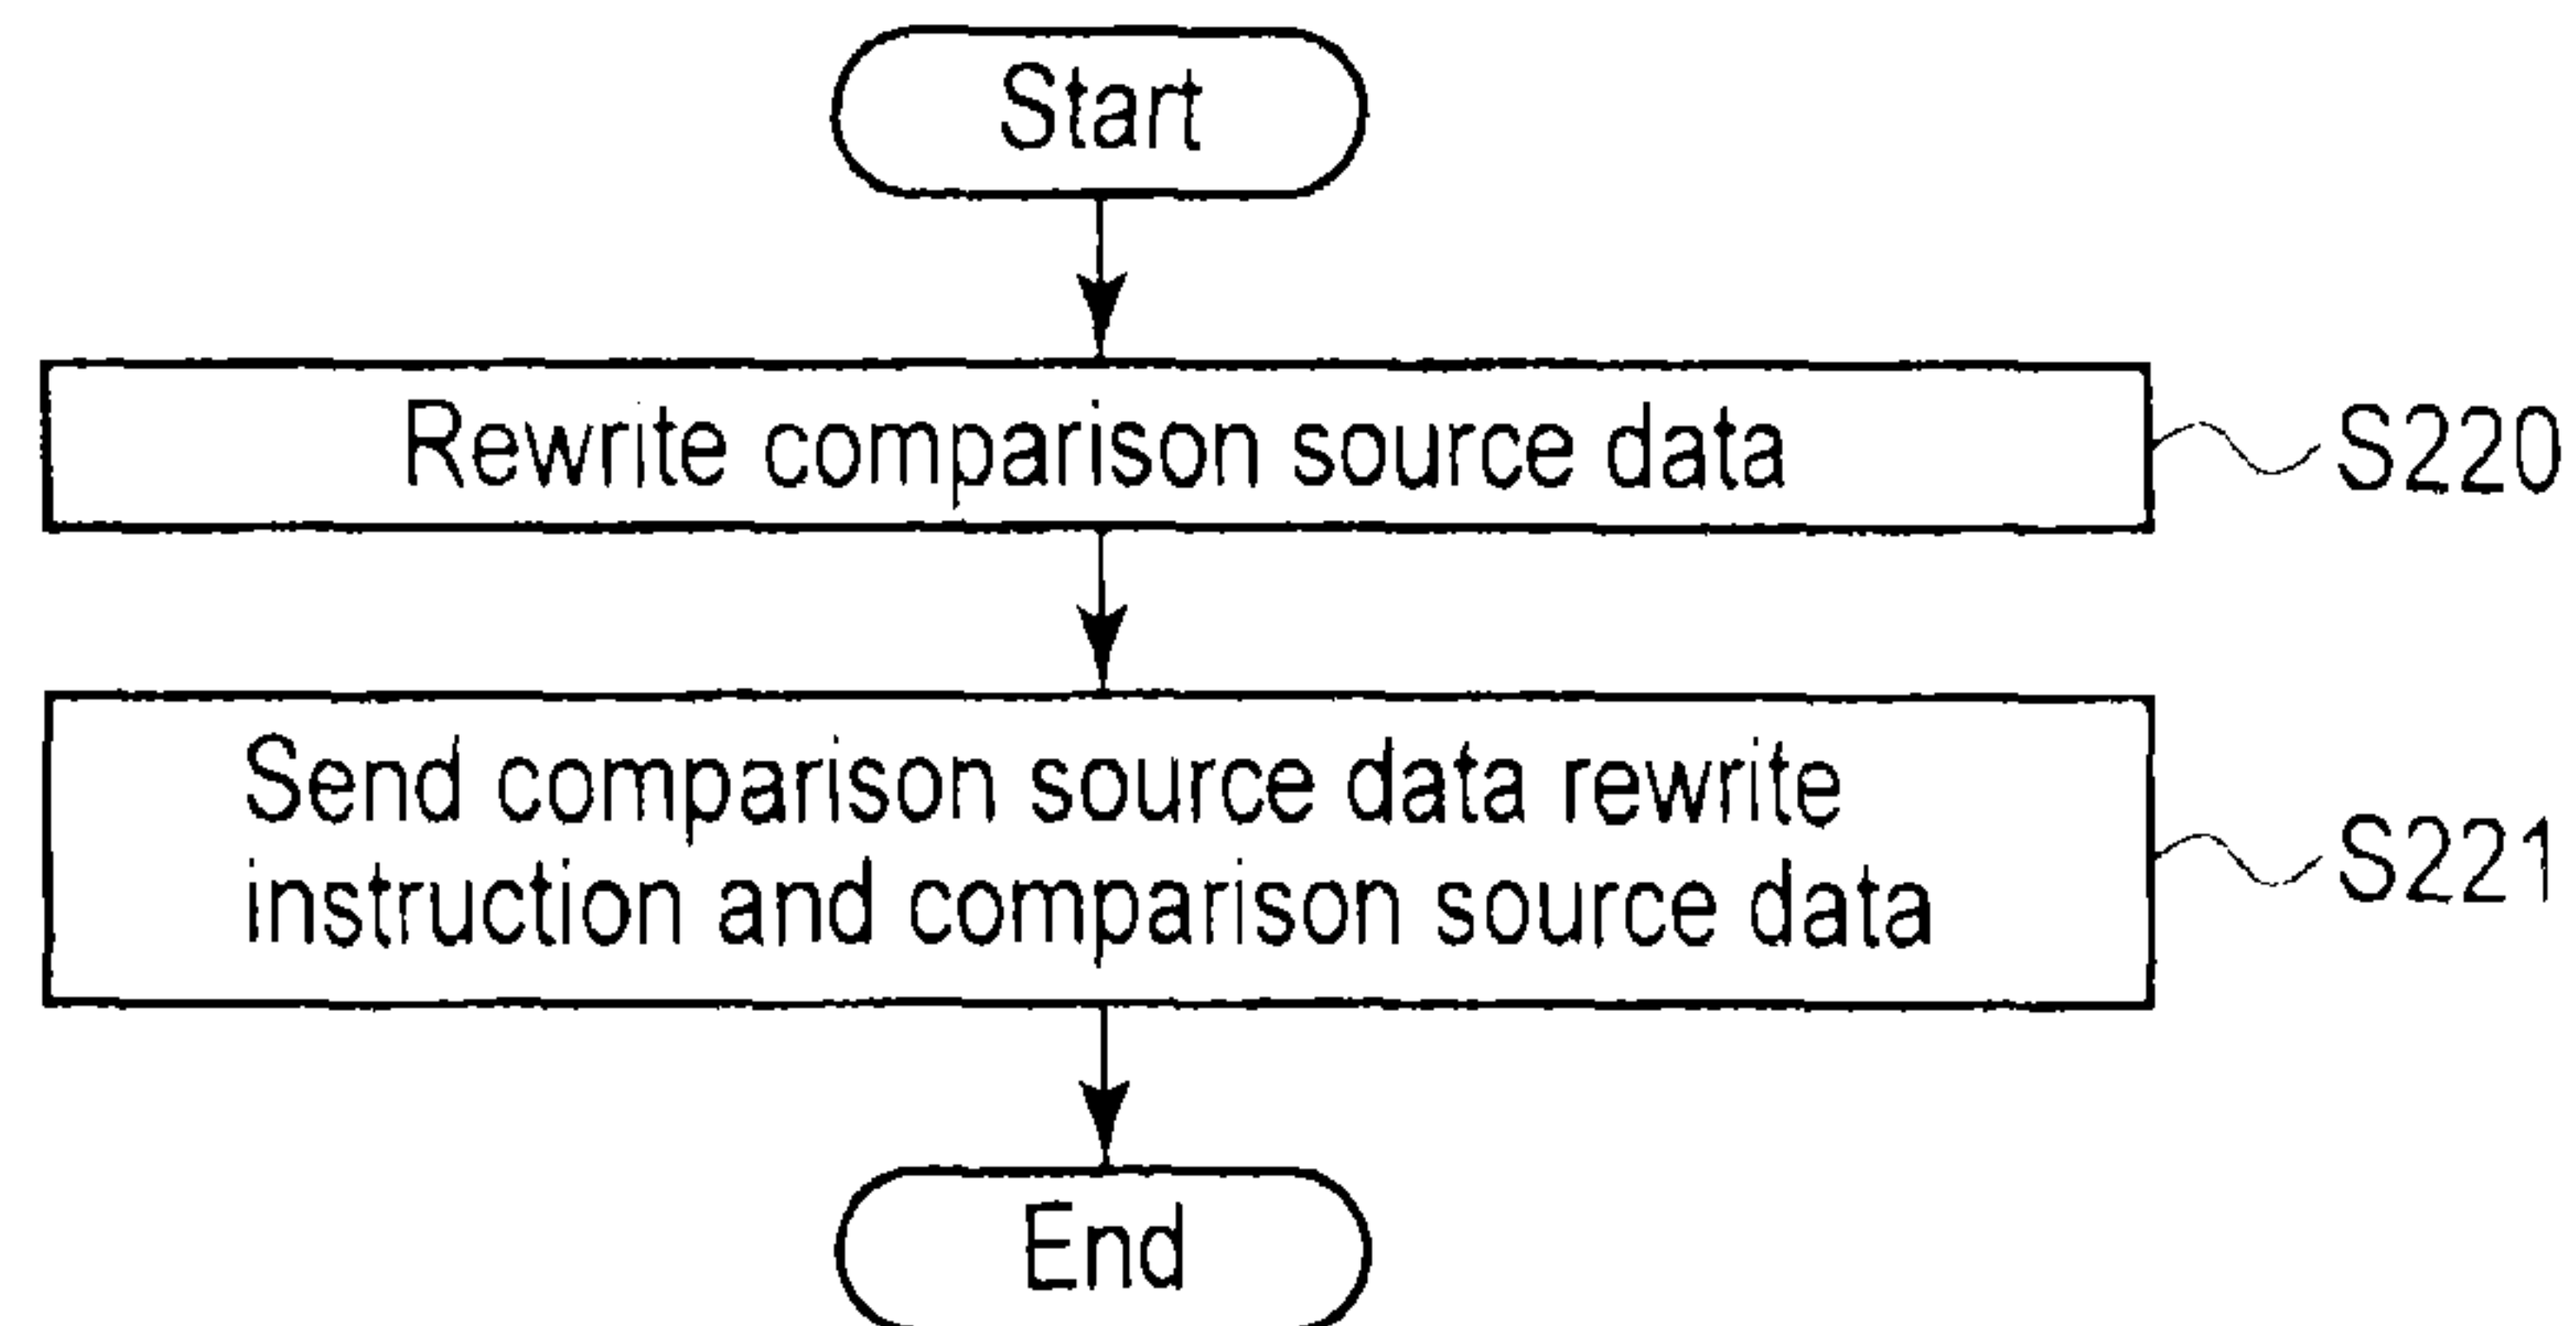 Start
Rewrite comparison source data
S220
Send comparison source data rewrite
instruction and comparison source data
S221
End